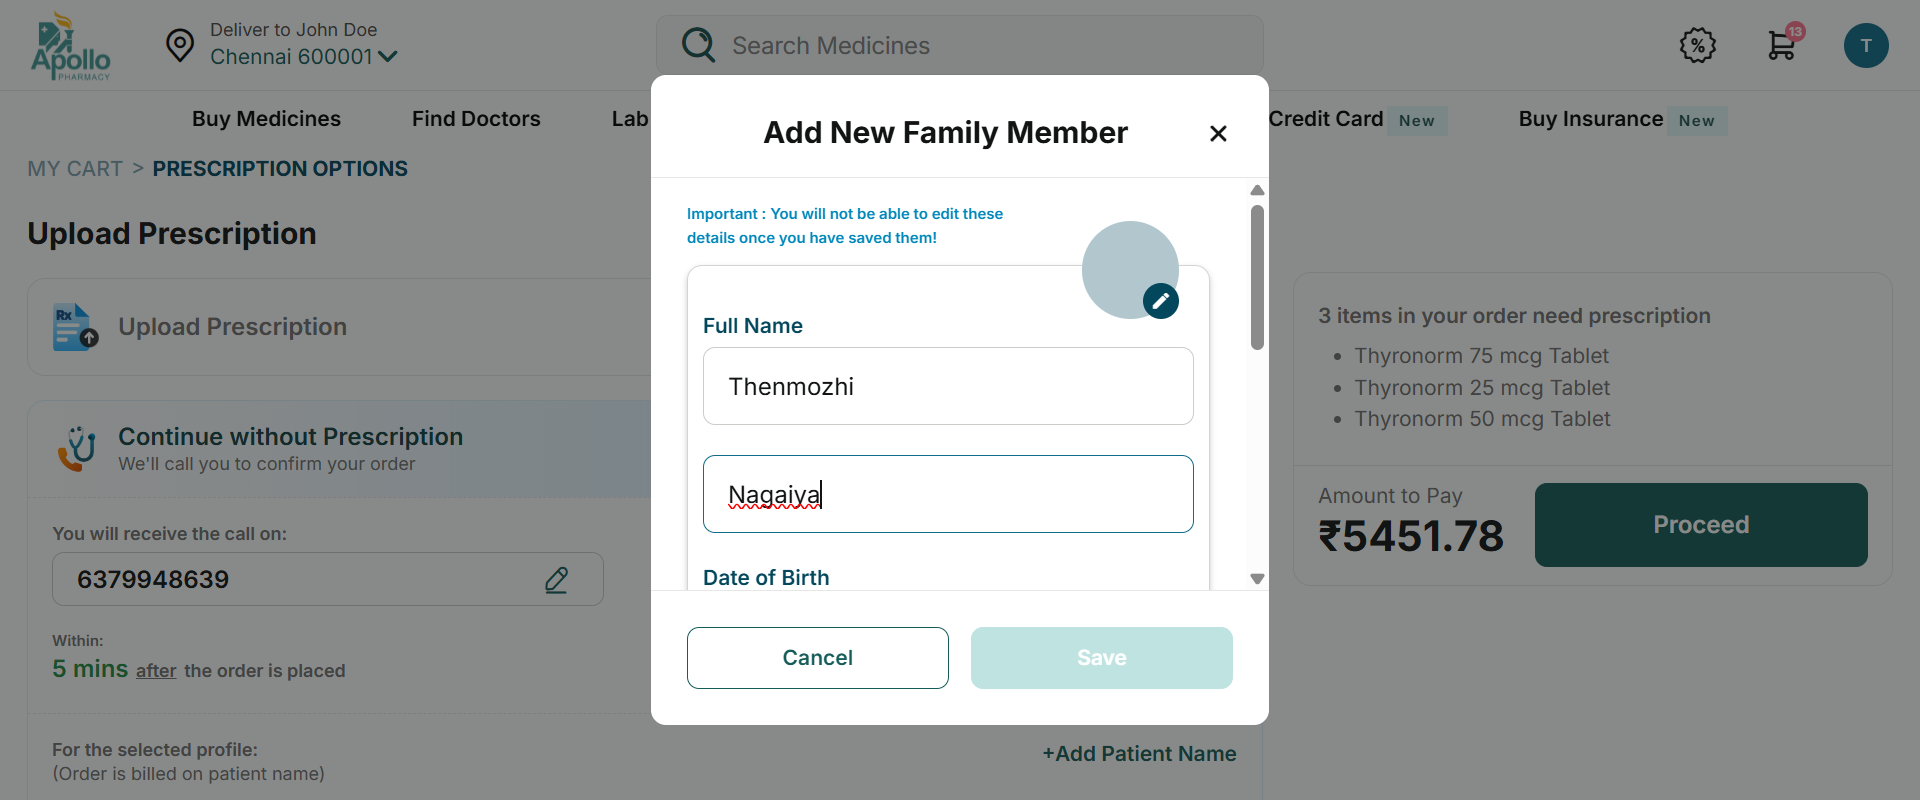 Apollo
PHARMACY
Deliver to John Doe
Chennai 600001
Search Medicines
%
13
T
Buy Medicines
Find Doctors
Lab
Credit Card
New
Buy Insurance
New
MY CART > PRESCRIPTION OPTIONS
Upload Prescription
Rx
Upload Prescription
Continue without Prescription
We'll call you to confirm your order
You will receive the call on:
6379948639
Within:
5 mins after the order is placed
For the selected profile:
(Order is billed on patient name)
+Add Patient Name
Add New Family Member
Important : You will not be able to edit these
details once you have saved them!
Full Name
Thenmozhi
Nagaiya
Date of Birth
Cancel
Save
3 items in your order need prescription
• Thyronorm 75 mcg Tablet
• Thyronorm 25 mcg Tablet
• Thyronorm 50 mcg Tablet
Amount to Pay
₹5451.78
Proceed